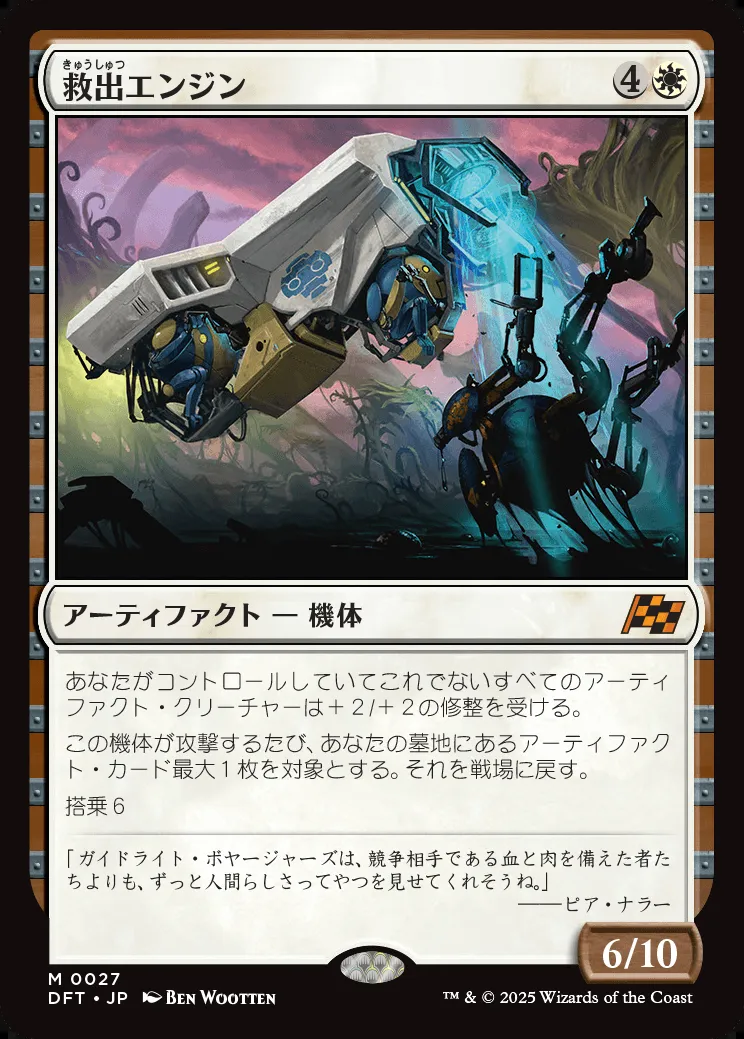 きゅうしゅつ
救出エンジン 4
アーティファクト — 機体
あなたがコントロールしていてこれでないすべてのアーティ
ファクト・クリーチャーは＋２/＋２の修整を受ける。
この機体が攻撃するたび、あなたの墓地にあるアーティファク
ト・カード最大１枚を対象とする。それを戦場に戻す。
搭乗６
「ガイドライト・ボヤージャーズは、競争相手である血と肉を備えた者た
ちよりも、ずっと人間らしさってやつを見せてくれそうね。」
――ピア・ナラー
6/10
M 0027
DFT • JP BEN WOOTTEN
™ & © 2025 Wizards of the Coast